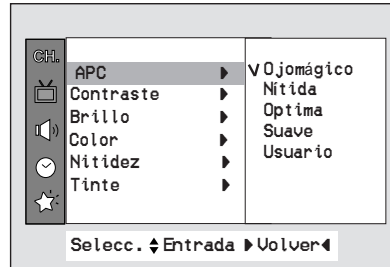 CH.
APC
Contraste
Brillo
Color
Nitidez
Tinte
Ojomágico
Nítida
Optima
Suave
Usuario
Selecc. Entrada Volver